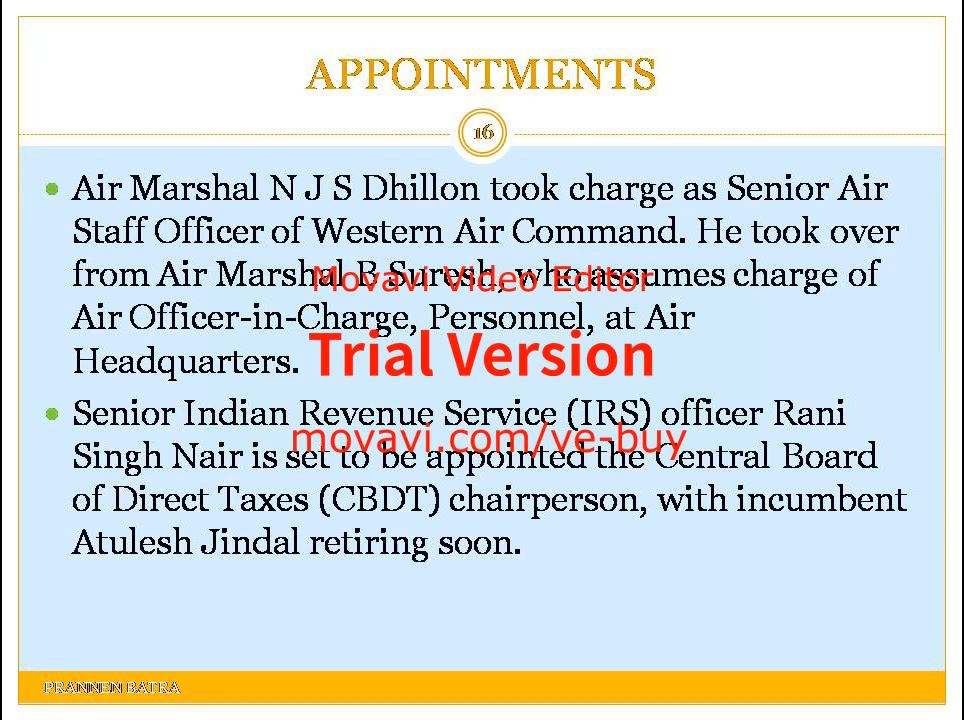 APPOINTMENTS
16
• Air Marshal N J S Dhillon took charge as Senior Air
Staff Officer of Western Air Command. He took over
from Air Marshal B Suresh, who assumes charge of
Movavi Video Editor
Air Officer-in-Charge, Personnel, at Air
Headquarters.
Trial Version
• Senior Indian Revenue Service (IRS) officer Rani
movavi.com/ve-buy
Singh Nair is set to be appointed the Central Board
of Direct Taxes (CBDT) chairperson, with incumbent
Atulesh Jindal retiring soon.
PRANNEN BATRA